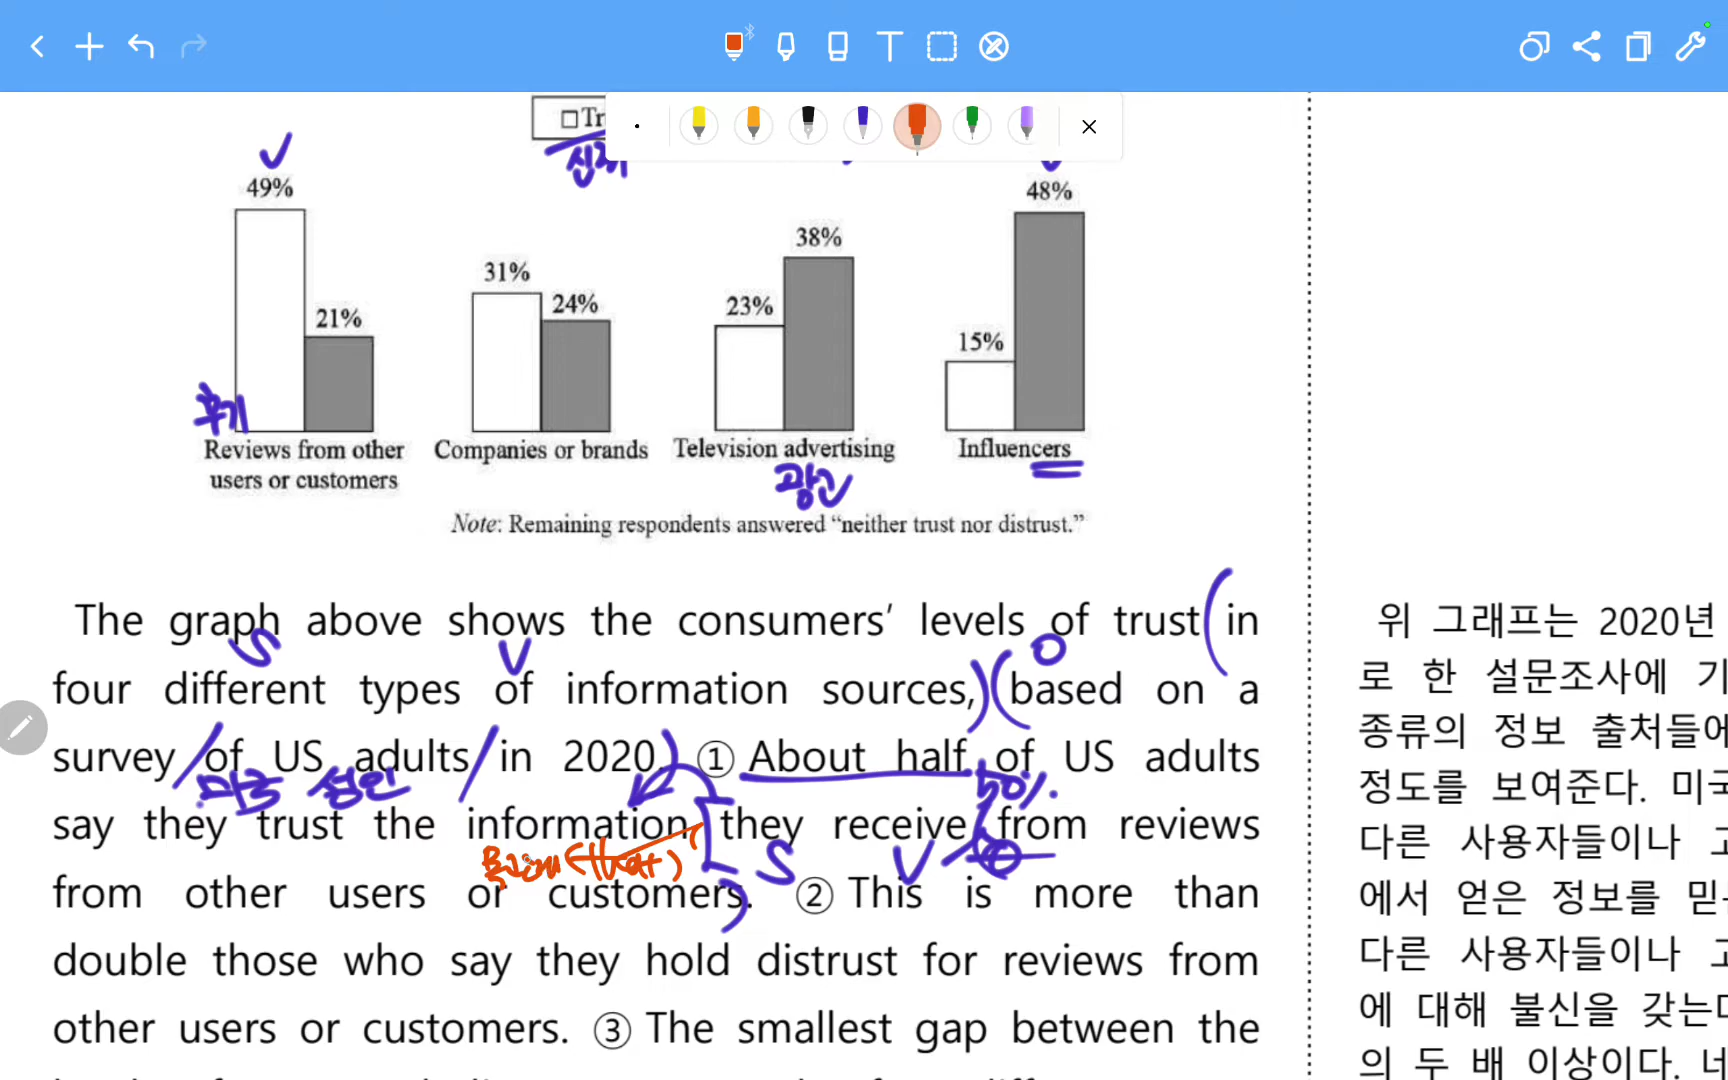 Tr
신뢰
49%
21%
31%
24%
23%
38%
15%
48%
후기
Reviews from other
users or customers
Companies or brands
Television advertising
Influencers
광고
Note: Remaining respondents answered “neither trust nor distrust.”
The graph above shows the consumers’ levels of trust in
S V O
four different types of information sources, based on a
survey of US adults in 2020. ① About half of US adults
미국 성인 50%.
say they trust the information they receive from reviews
S V
from other users or customers. ② This is more than
double those who say they hold distrust for reviews from
other users or customers. ③ The smallest gap between the
위 그래프는 2020년
로 한 설문조사에 기
종류의 정보 출처들에
정도를 보여준다. 미국
다른 사용자들이나 고
에서 얻은 정보를 믿는
다른 사용자들이나 고
에 대해 불신을 갖는다
의 두 배 이상이다. 네